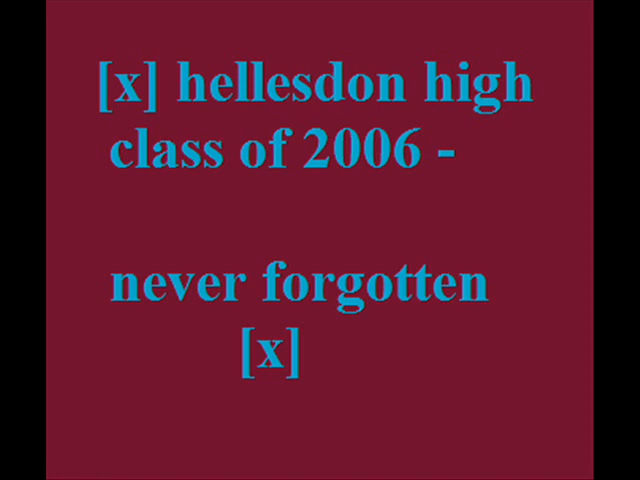 [x] hellesdon high
class of 2006 -
never forgotten
[x]